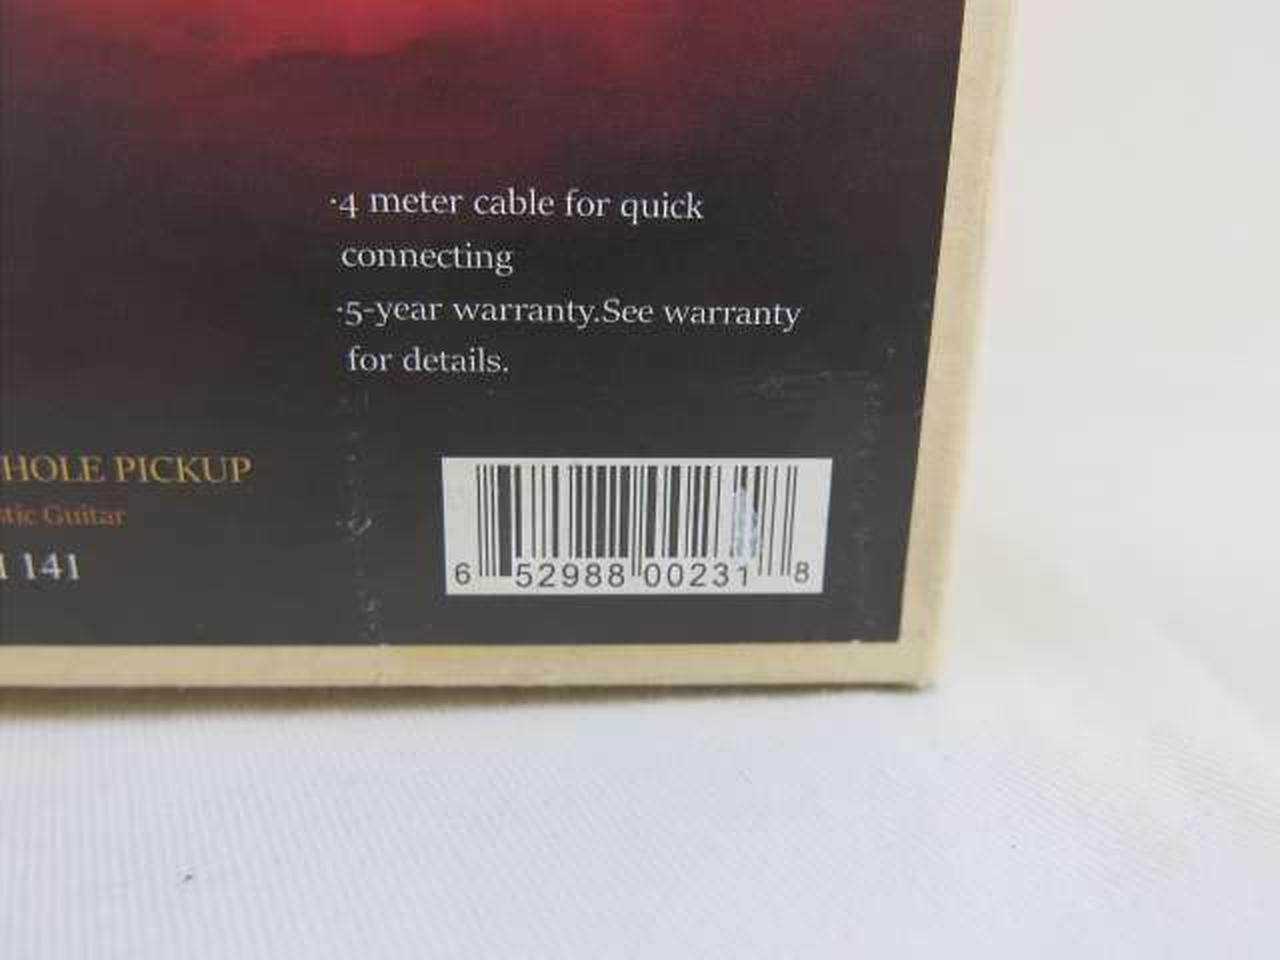 ·4 meter cable for quick
connecting
·5-year warranty.See warranty
for details.
HOLE PICKUP
Guitar
141
6 52988 00231 8